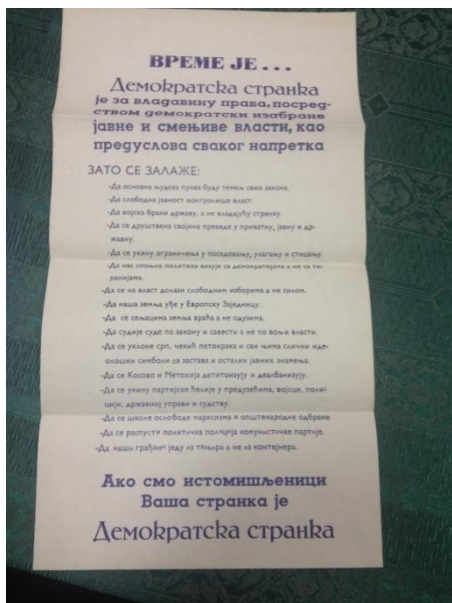 ВРЕМЕ ЈЕ . . .
Демократска странка
је за владавину права, посред-
ством демократски изабране
јавне и смењиве власти, као
предуслова сваког напретка
ЗАТО СЕ ЗАЛАЖЕ:
-Да основна људска права буду темељ свих закона.
-Да слободна јавност контролише власт.
-Да војска брани државу, а не владајућу странку.
-Да се друштвена својина преведе у приватну, јавну и др-
жавну.
-Да се укину ограничења у поседовању, улагању и стицању.
-Да нас спољна политика везује са демократијама а не са ти-
ранијама.
-Да се на власт долази слободним изборима а не силом.
-Да наша земља уђе у Европску Заједницу.
-Да се сељацима земља враћа а не одузима.
-Да судије суде по закону и савести а не по вољи власти.
-Да се уклоне срп, чекић петокрака и сви њима слични иде-
олошки симболи са застава и осталих јавних знамења.
-Да се Косово и Метохија детитоизују и деалбанизују.
-Да се укину партијске ћелије у предузећима, војсци, поли-
цији, државној управи и судству.
-Да се школе ослободе марксизма и општенародне одбране
-Да се распусти политичка полиција комунистичке партије.
-Да наши грађани једу из тањира а не из контејнера.
Ако смо истомишљеници
Ваша странка је
Демократска странка